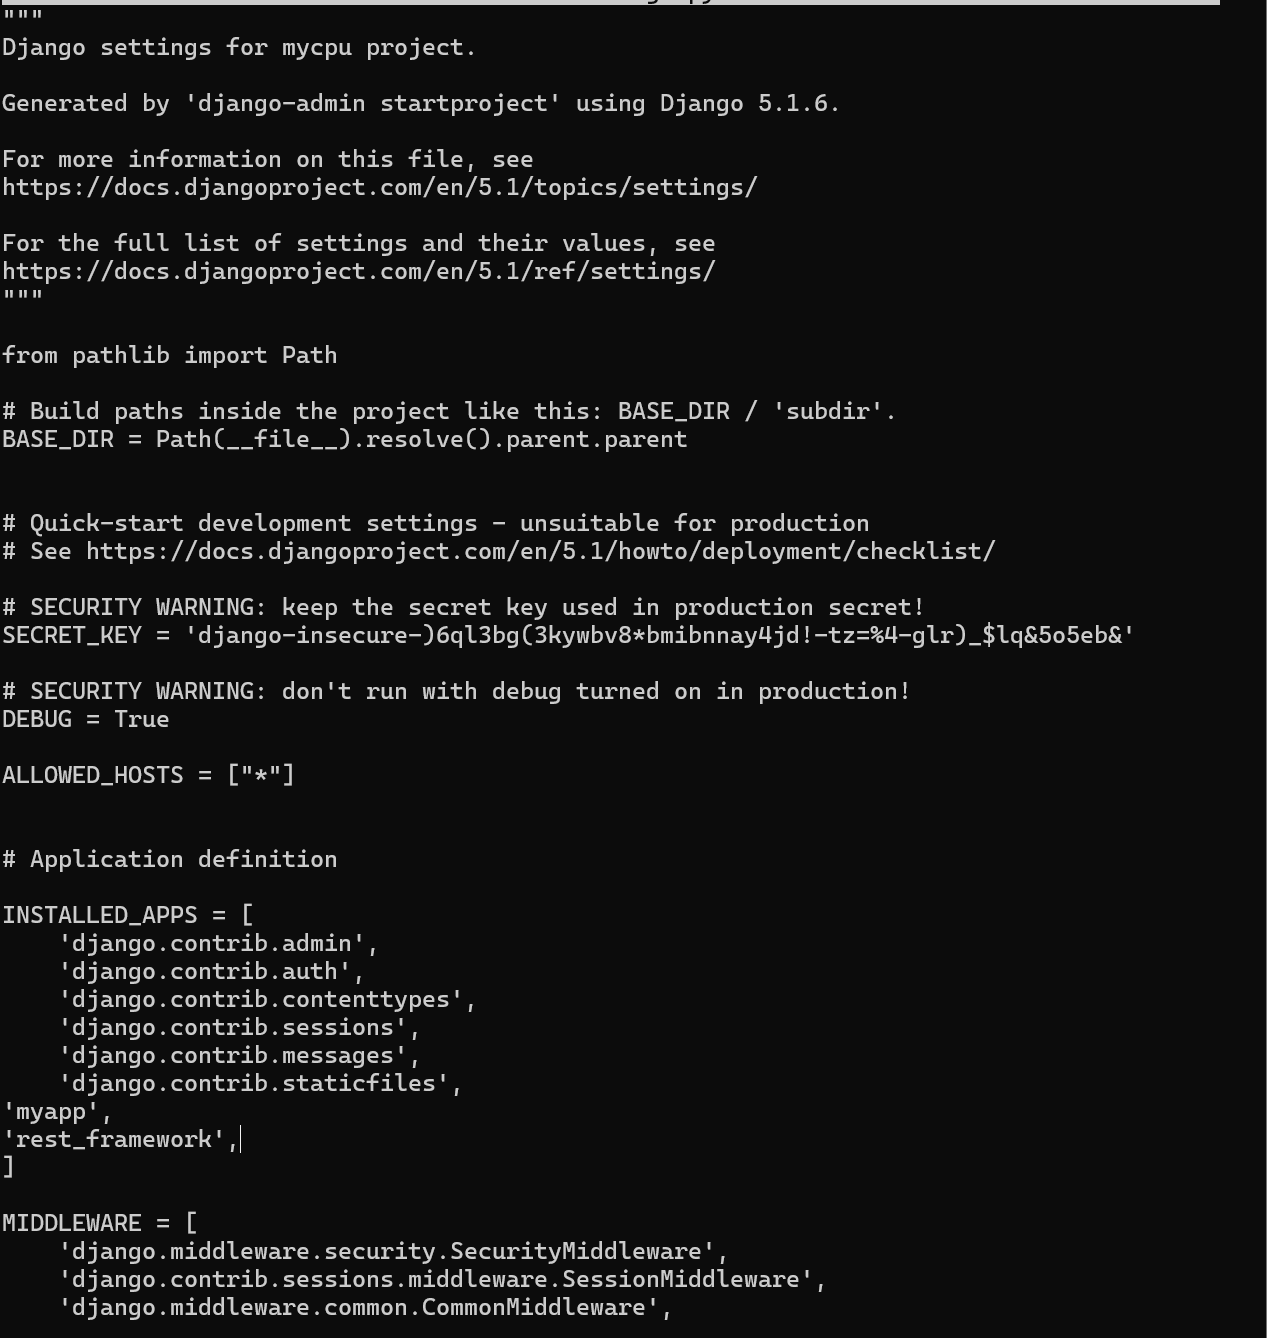 """
Django settings for mycpu project.

Generated by 'django-admin startproject' using Django 5.1.6.

For more information on this file, see
https://docs.djangoproject.com/en/5.1/topics/settings/

For the full list of settings and their values, see
https://docs.djangoproject.com/en/5.1/ref/settings/
"""

from pathlib import Path

# Build paths inside the project like this: BASE_DIR / 'subdir'.
BASE_DIR = Path(__file__).resolve().parent.parent


# Quick-start development settings - unsuitable for production
# See https://docs.djangoproject.com/en/5.1/howto/deployment/checklist/

# SECURITY WARNING: keep the secret key used in production secret!
SECRET_KEY = 'django-insecure-)6ql3bg(3kywbv8*bmibnnay4jd!-tz=%4-glr)_$lq&5o5eb&'

# SECURITY WARNING: don't run with debug turned on in production!
DEBUG = True

ALLOWED_HOSTS = ["*"]


# Application definition

INSTALLED_APPS = [
    'django.contrib.admin',
    'django.contrib.auth',
    'django.contrib.contenttypes',
    'django.contrib.sessions',
    'django.contrib.messages',
    'django.contrib.staticfiles',
'myapp',
'rest_framework',
]

MIDDLEWARE = [
    'django.middleware.security.SecurityMiddleware',
    'django.contrib.sessions.middleware.SessionMiddleware',
    'django.middleware.common.CommonMiddleware',